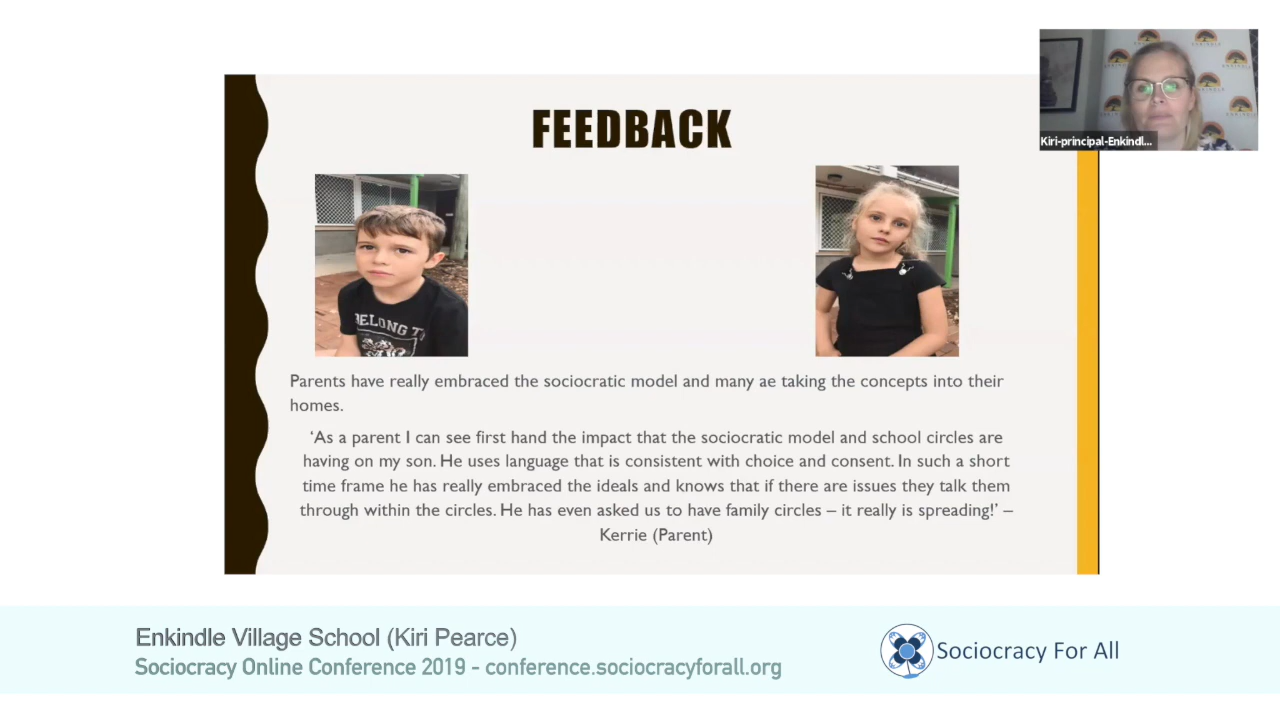 FEEDBACK
Kiri-principal-Enkindl...
BELONG T
Parents have really embraced the sociocratic model and many ae taking the concepts into their
homes.
‘As a parent I can see first hand the impact that the sociocratic model and school circles are
having on my son. He uses language that is consistent with choice and consent. In such a short
time frame he has really embraced the ideals and knows that if there are issues they talk them
through within the circles. He has even asked us to have family circles – it really is spreading!’ –
Kerrie (Parent)
Enkindle Village School (Kiri Pearce)
Sociocracy Online Conference 2019 - conference.sociocracyforall.org
Sociocracy For All